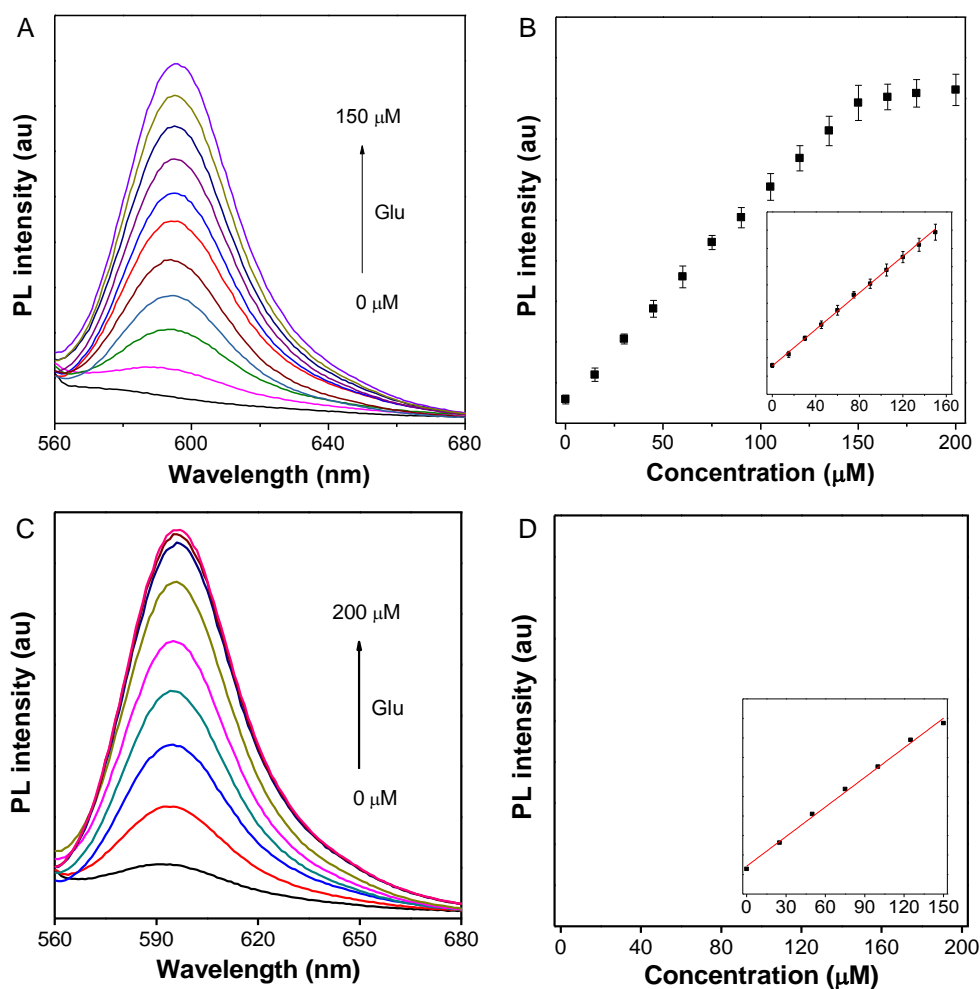 A
PL intensity (au)
150 μM
Glu
0 μM
560 600 640 680
Wavelength (nm)
B
PL intensity (au)
0 40 80 120 160
0 50 100 150 200
Concentration (μM)
C
PL intensity (au)
200 μM
Glu
0 μM
560 590 620 650 680
Wavelength (nm)
D
PL intensity (au)
0 30 60 90 120 150
0 40 80 120 160 200
Concentration (μM)